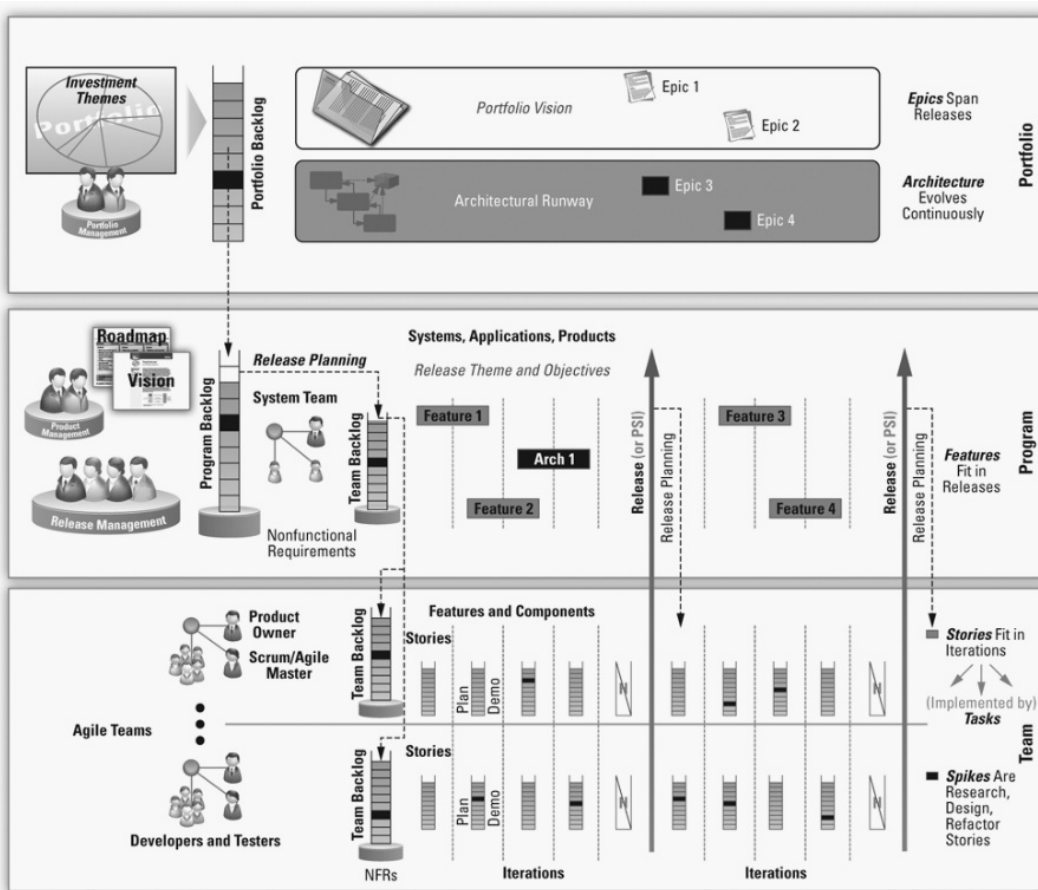 Investment
Themes
Portfolio
Portfolio
Management
Portfolio Backlog
Portfolio Vision
Epic 1
Epic 2
Architectural Runway
Epic 3
Epic 4
Epics Span
Releases
Architecture
Evolves
Continuously
Portfolio
Roadmap
Vision
Product
Management
Release Management
Program Backlog
Release Planning
System Team
Team Backlog
Nonfunctional
Requirements
Systems, Applications, Products
Release Theme and Objectives
Feature 1
Arch 1
Feature 2
Release (or PSI)
Release Planning
Feature 3
Feature 4
Release (or PSI)
Release Planning
Features
Fit in
Releases
Program
Product
Owner
Scrum/Agile
Master
Agile Teams
Developers and Testers
Team Backlog
Features and Components
Stories
Plan
Demo
N
N
Team Backlog
Stories
Plan
Demo
N
N
NFRs
Iterations
Iterations
Stories Fit in
Iterations
(Implemented by)
Tasks
Spikes Are
Research,
Design,
Refactor
Stories
Team